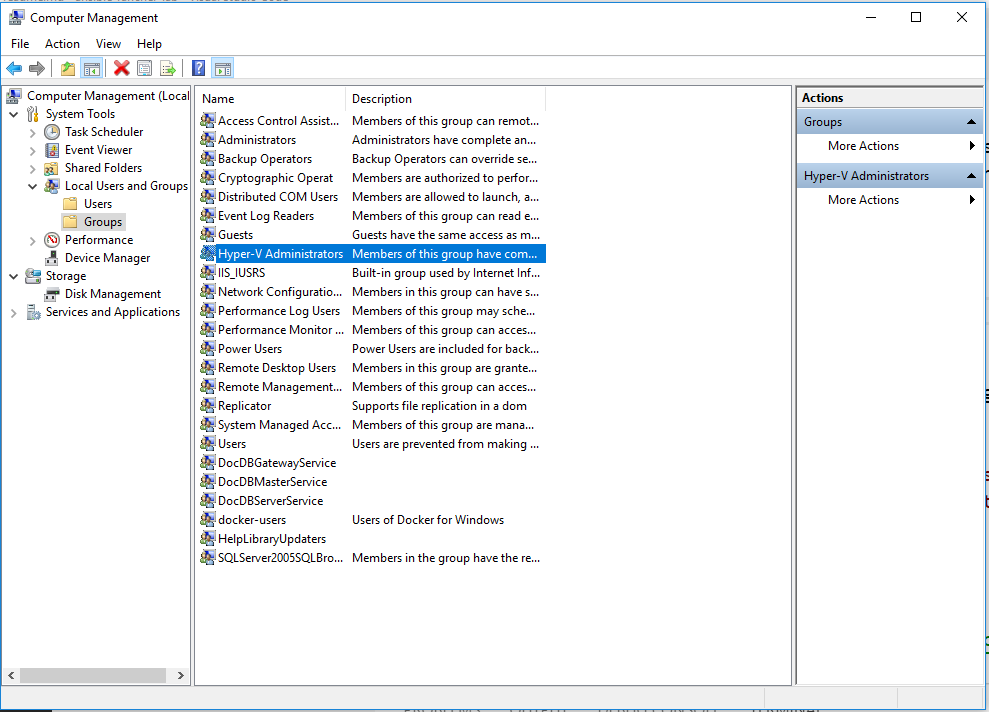 Computer Management
File Action View Help
Computer Management (Local
System Tools
Task Scheduler
Event Viewer
Shared Folders
Local Users and Groups
Users
Groups
Performance
Device Manager
Storage
Disk Management
Services and Applications
Name Description
Access Control Assist... Members of this group can remot...
Administrators Administrators have complete an...
Backup Operators Backup Operators can override se...
Cryptographic Operat Members are authorized to perfor...
Distributed COM Users Members are allowed to launch, a...
Event Log Readers Members of this group can read e...
Guests Guests have the same access as m...
Hyper-V Administrators Members of this group have com...
IIS_IUSRS Built-in group used by Internet Inf...
Network Configuratio... Members in this group can have s...
Performance Log Users Members of this group may sche...
Performance Monitor ... Members of this group can acces...
Power Users Power Users are included for back...
Remote Desktop Users Members in this group are grante...
Remote Management... Members of this group can acces...
Replicator Supports file replication in a dom
System Managed Acc... Members of this group are mana...
Users Users are prevented from making ...
DocDBGatewayService
DocDBMasterService
DocDBServerService
docker-users Users of Docker for Windows
HelpLibraryUpdaters
SQLServer2005SQLBro... Members in the group have the re...
Actions
Groups
More Actions
Hyper-V Administrators
More Actions